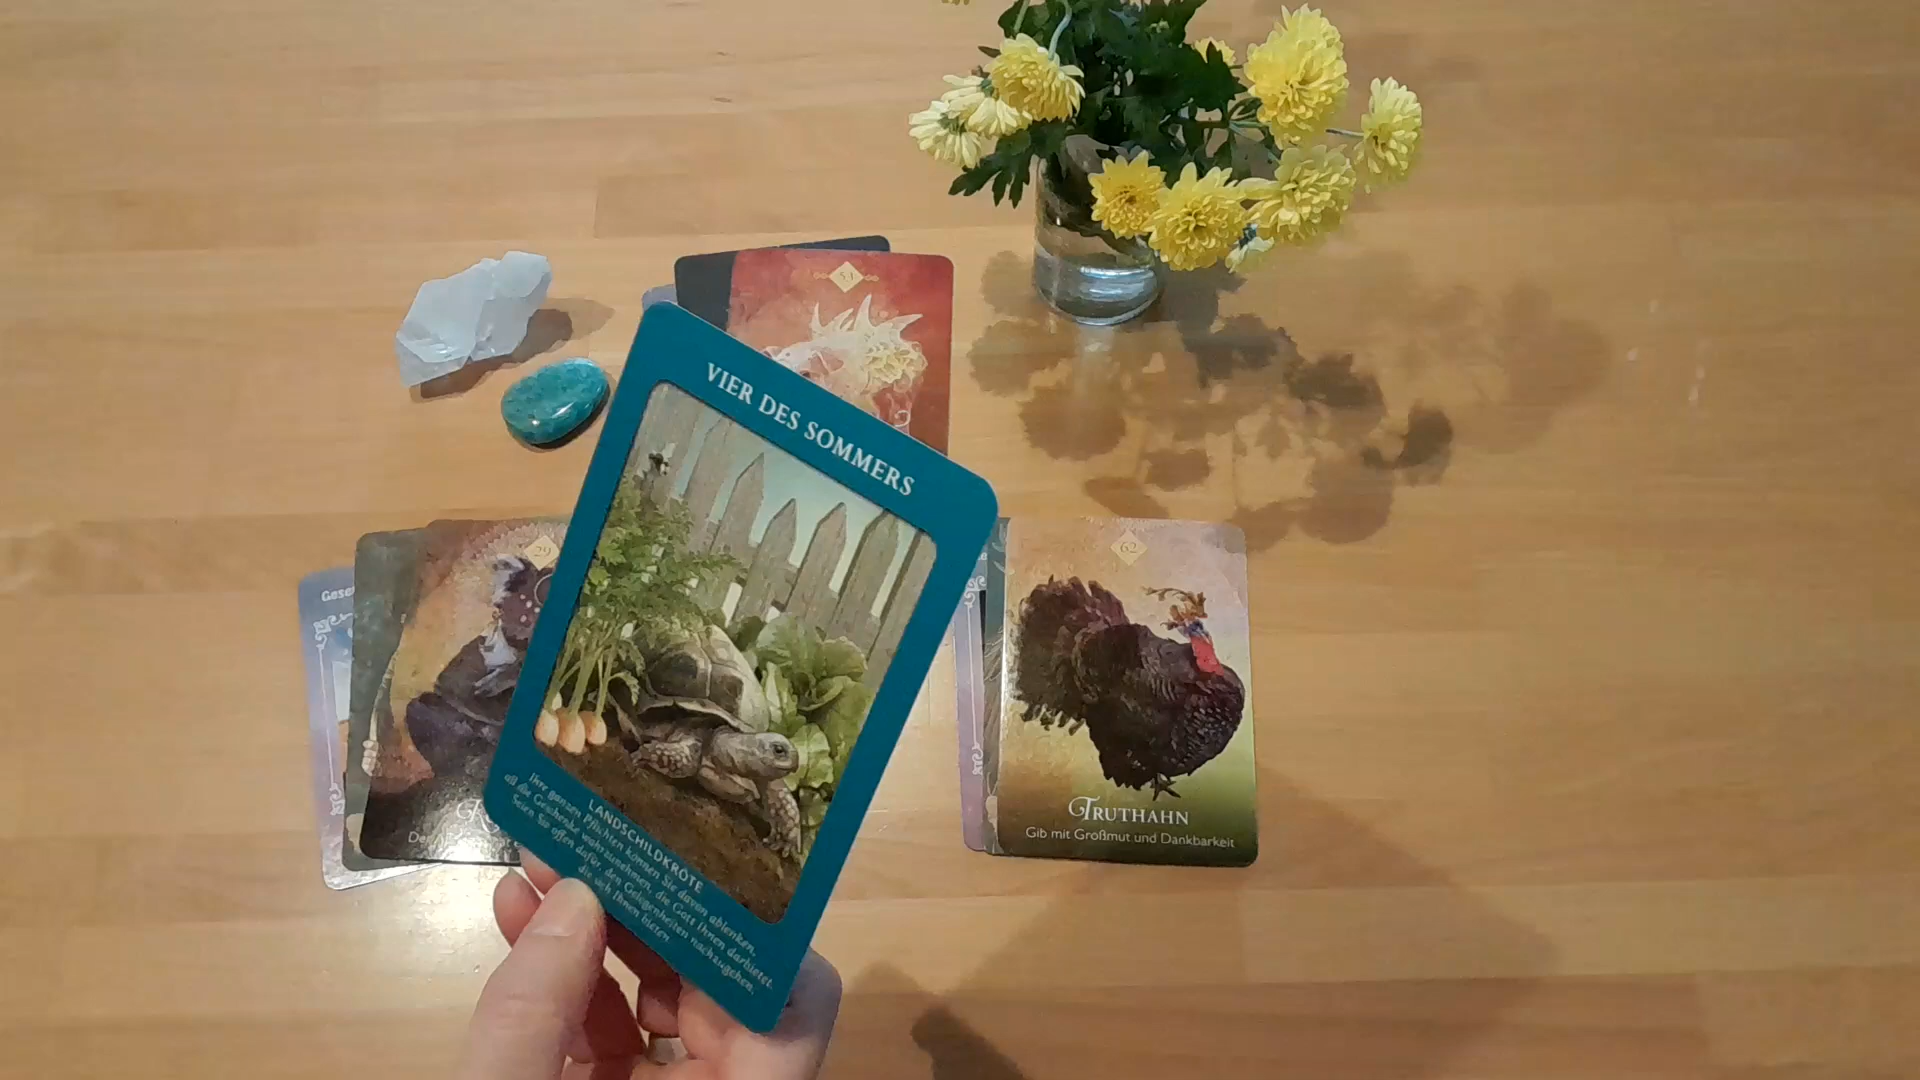 53
VIER DES SOMMERS
LANDSCHILDKRÖTE
Ihre ganzen Pflichten können Sie davon ablenken,
all die Geschenke wahrzunehmen, die Gott Ihnen darbietet.
Seien Sie offen dafür, den Gelegenheiten nachzugehen,
die sich Ihnen bieten.
29
62
TRUTHAHN
Gib mit Großmut und Dankbarkeit